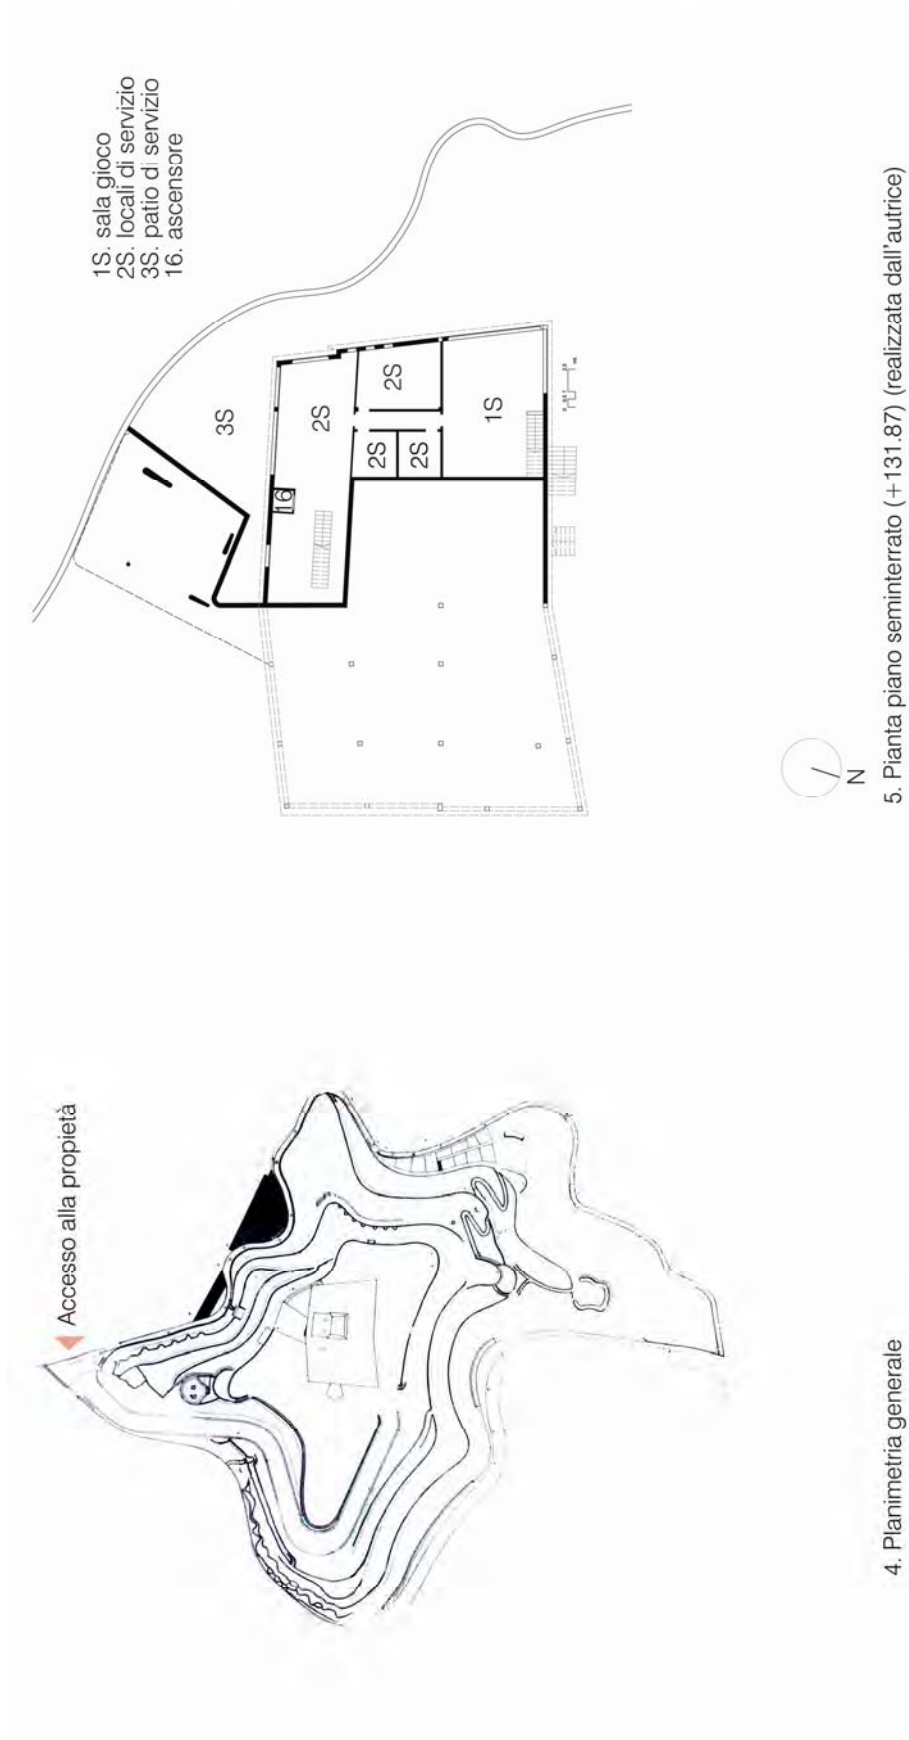 Accesso alla propietà
4. Planimetria generale
1S. sala gioco
2S. locali di servizio
3S. patio di servizio
16. ascensore
3S
16
2S
2S
2S
2S
1S
N
5. Pianta piano seminterrato (+131.87) (realizzata dall'autrice)